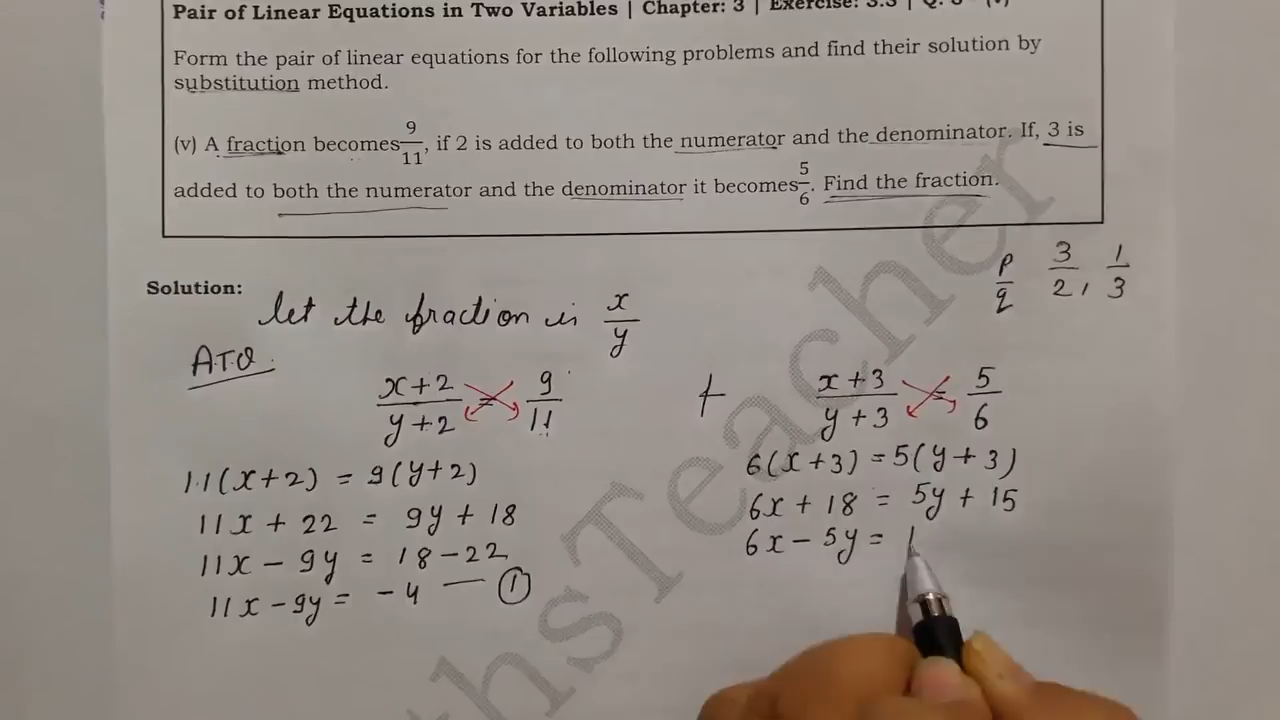 Pair of Linear Equations in Two Variables | Chapter: 3 | Exercise: 3.3 | Q.
Form the pair of linear equations for the following problems and find their solution by
substitution method.
(v) A fraction becomes 9/11, if 2 is added to both the numerator and the denominator. If, 3 is
added to both the numerator and the denominator it becomes 5/6. Find the fraction.
p/q 3/2, 1/3
Solution:
let the fraction is x/y
A.T.Q.
x+2/y+2 = 9/11
11(x+2) = 9(y+2)
11x + 22 = 9y + 18
11x - 9y = 18-22
11x - 9y = -4 — ①
x+3/y+3 = 5/6
6(x+3) = 5(y+3)
6x + 18 = 5y + 15
6x - 5y = 1
thsTeacher